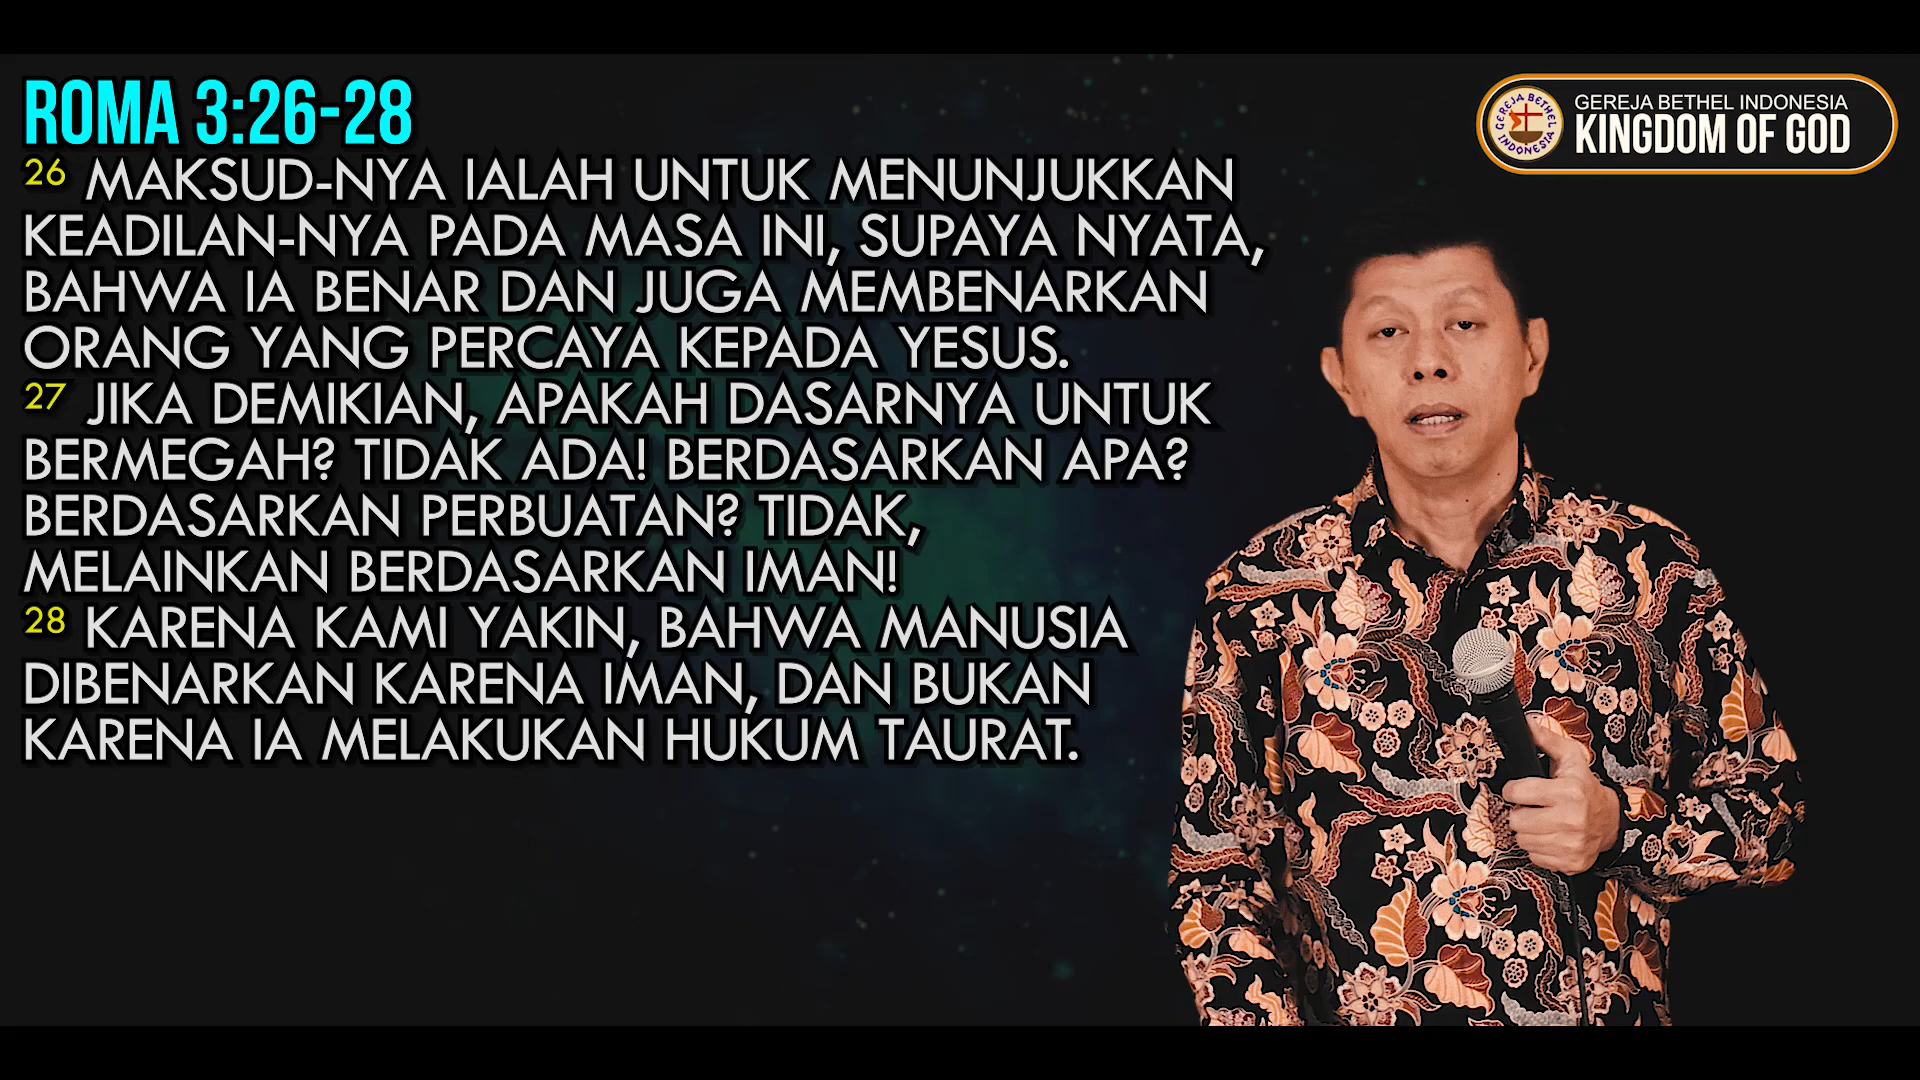 ROMA 3:26-28
26 MAKSUD-NYA IALAH UNTUK MENUNJUKKAN
KEADILAN-NYA PADA MASA INI, SUPAYA NYATA,
BAHWA IA BENAR DAN JUGA MEMBENARKAN
ORANG YANG PERCAYA KEPADA YESUS.
27 JIKA DEMIKIAN, APAKAH DASARNYA UNTUK
BERMEGAH? TIDAK ADA! BERDASARKAN APA?
BERDASARKAN PERBUATAN? TIDAK,
MELAINKAN BERDASARKAN IMAN!
28 KARENA KAMI YAKIN, BAHWA MANUSIA
DIBENARKAN KARENA IMAN, DAN BUKAN
KARENA IA MELAKUKAN HUKUM TAURAT.
GEREJA BETHEL INDONESIA
GEREJA BETHEL INDONESIA
KINGDOM OF GOD